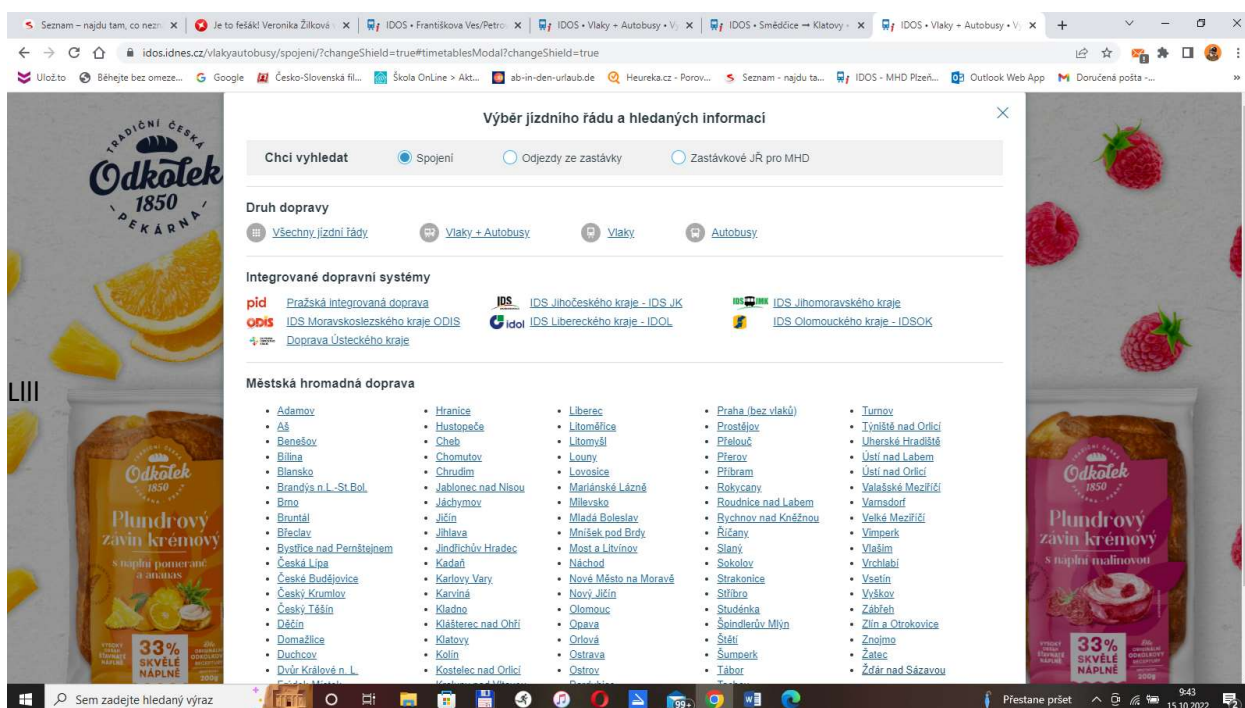 Seznam – najdu tam, co nezn
Je to fešák! Veronika Žilková
IDOS • Františkova Ves/Petrov
IDOS • Vlaky + Autobusy • V
IDOS • Smědčice → Klatovy •
IDOS • Vlaky + Autobusy • V
idos.idnes.cz/vlakyautobusy/spojeni/?changeShield=true#timetablesModal?changeShield=true
Ulož.to
Běhejte bez omeze...
Google
Česko-Slovenská fil...
Škola OnLine > Akt...
ab-in-den-urlaub.de
Heureka.cz - Porov...
Seznam - najdu ta...
IDOS - MHD Plzeň...
Outlook Web App
Doručená pošta -...
»
TRADIČNÍ ČESKÁ
Odkolek
1850
PEKÁRNA
LIII
Výběr jízdního řádu a hledaných informací
Chci vyhledat
Spojení
Odjezdy ze zastávky
Zastávkové JŘ pro MHD
Druh dopravy
Všechny jízdní řády
Vlaky + Autobusy
Vlaky
Autobusy
Integrované dopravní systémy
pid Pražská integrovaná doprava
IDS IDS Jihočeského kraje - IDS JK
IDS JMK IDS Jihomoravského kraje
ODIS IDS Moravskoslezského kraje ODIS
idol IDS Libereckého kraje - IDOL
IDS Olomouckého kraje - IDSOK
Doprava Ústeckého kraje
Městská hromadná doprava
• Adamov
• Aš
• Benešov
• Bílina
• Blansko
• Brandýs n.L.-St.Bol.
• Brno
• Bruntál
• Břeclav
• Bystřice nad Pernštejnem
• Česká Lípa
• České Budějovice
• Český Krumlov
• Český Těšín
• Děčín
• Domažlice
• Duchcov
• Dvůr Králové n. L.
• Hranice
• Hustopeče
• Cheb
• Chomutov
• Chrudim
• Jablonec nad Nisou
• Jáchymov
• Jičín
• Jihlava
• Jindřichův Hradec
• Kadaň
• Karlovy Vary
• Karviná
• Kladno
• Klášterec nad Ohří
• Klatovy
• Kolín
• Kostelec nad Orlicí
• Liberec
• Litoměřice
• Litomyšl
• Louny
• Lovosice
• Mariánské Lázně
• Milevsko
• Mladá Boleslav
• Mníšek pod Brdy
• Most a Litvínov
• Náchod
• Nové Město na Moravě
• Nový Jičín
• Olomouc
• Opava
• Orlová
• Ostrava
• Ostrov
• Praha (bez vlaků)
• Prostějov
• Přelouč
• Přerov
• Příbram
• Rokycany
• Roudnice nad Labem
• Rychnov nad Kněžnou
• Říčany
• Slaný
• Sokolov
• Strakonice
• Stříbro
• Studénka
• Špindlerův Mlýn
• Štětí
• Šumperk
• Tábor
• Turnov
• Týniště nad Orlicí
• Uherské Hradiště
• Ústí nad Labem
• Ústí nad Orlicí
• Valašské Meziříčí
• Varnsdorf
• Velké Meziříčí
• Vimperk
• Vlašim
• Vrchlabí
• Vsetín
• Vyškov
• Zábřeh
• Zlín a Otrokovice
• Znojmo
• Žatec
• Žďár nad Sázavou
Odkolek
1850
Plundrový
závin krémový
s náplní pomeranč
a ananas
33%
SKVĚLÉ
NÁPLNĚ
200g
Odkolek
1850
Plundrový
závin krémový
s náplní malinovou
33%
SKVĚLÉ
NÁPLNĚ
200g
Sem zadejte hledaný výraz
99+
Přestane pršet
9:43
15.10.2022
2